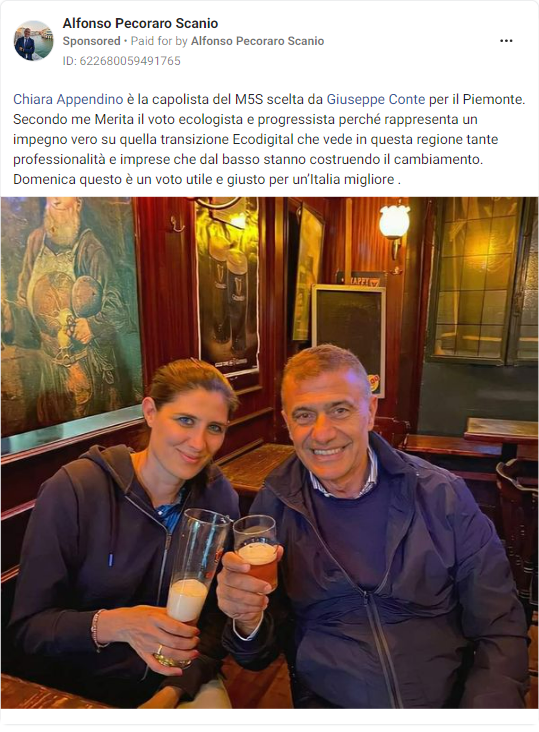 Alfonso Pecoraro Scanio
Sponsored • Paid for by Alfonso Pecoraro Scanio
ID: 622680059491765
Chiara Appendino è la capolista del M5S scelta da Giuseppe Conte per il Piemonte.
Secondo me Merita il voto ecologista e progressista perché rappresenta un
impegno vero su quella transizione Ecodigital che vede in questa regione tante
professionalità e imprese che dal basso stanno costruendo il cambiamento.
Domenica questo è un voto utile e giusto per un'Italia migliore .